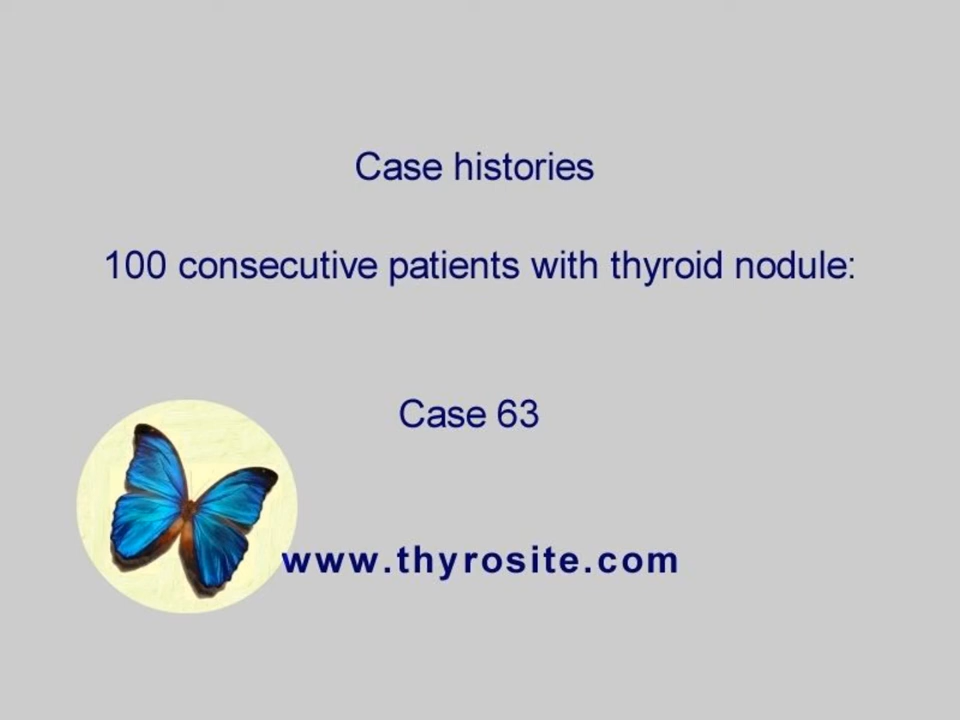 Case histories
100 consecutive patients with thyroid nodule:
Case 63
www.thyrosite.com